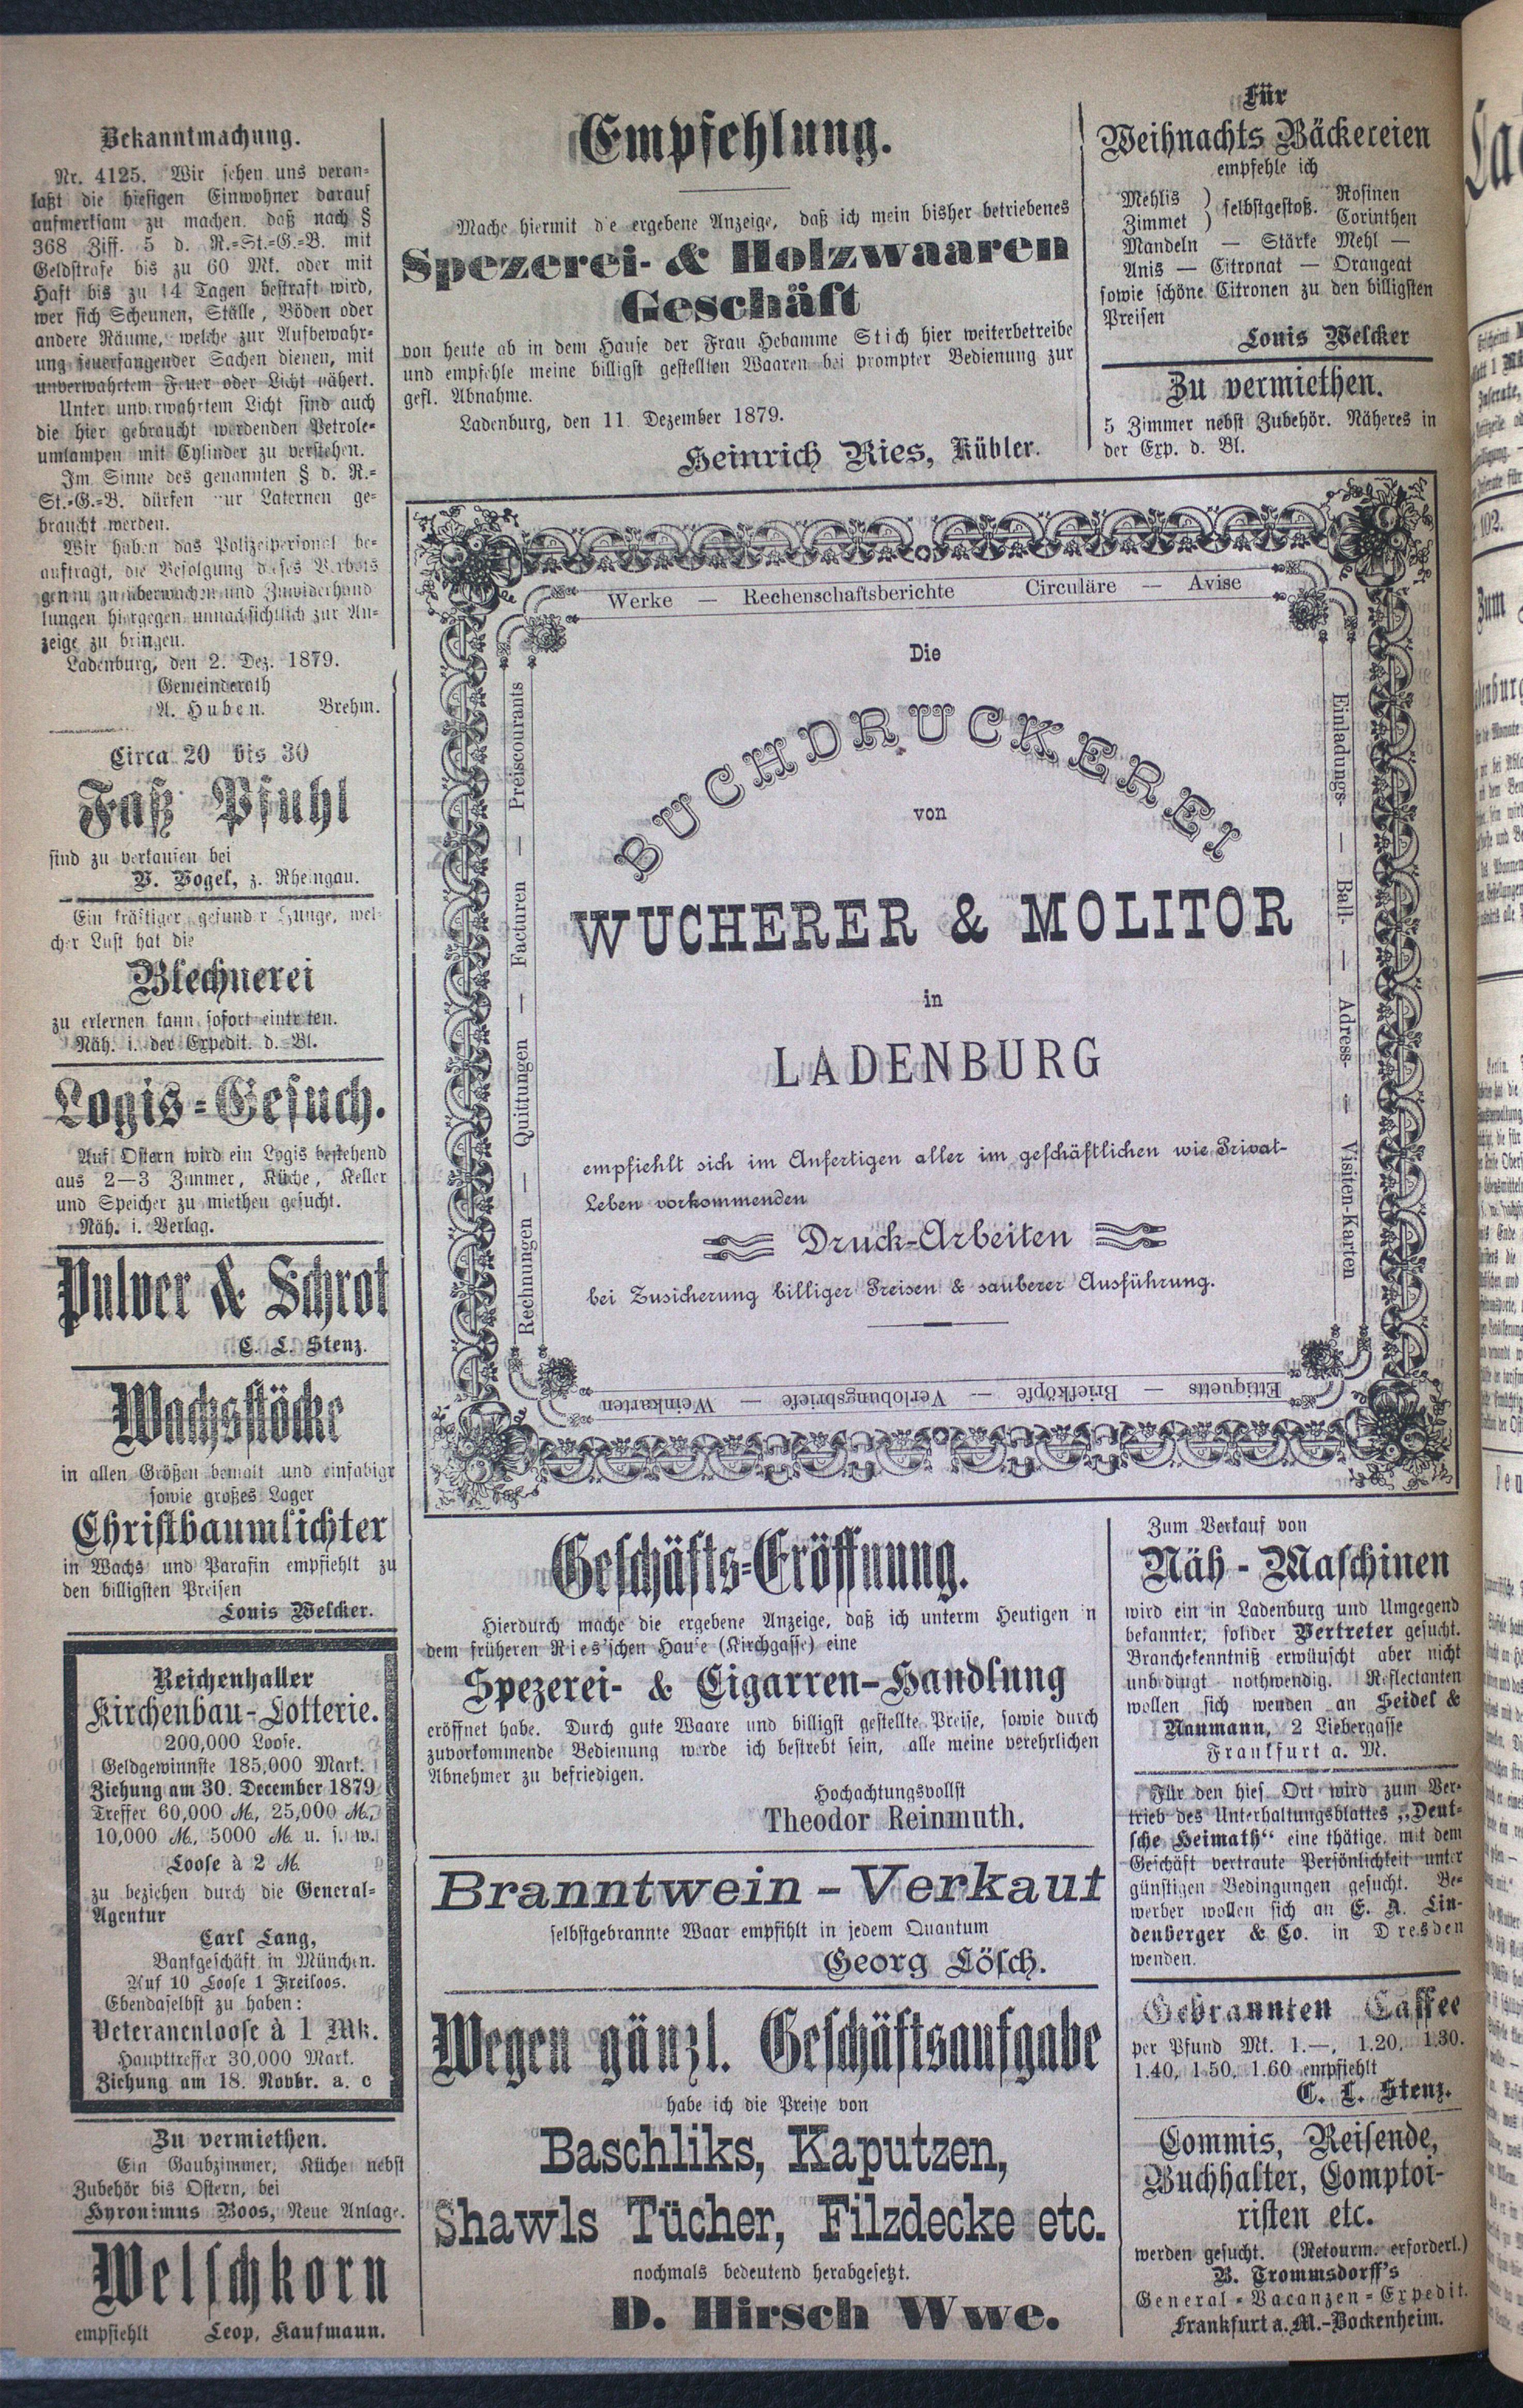 Bekanntmachung.
Nr. 4125. Wir sehen uns veran-
laßt die hiesigen Einwohner darauf
aufmerksam zu machen, daß nach §
368 Ziff. 5 d. R.=St.=G.=B. mit
Geldstrafe bis zu 60 Mk. oder mit
Haft bis zu 14 Tagen bestraft wird,
wer sich Scheunen, Ställe, Böden oder
andere Räume, welche zur Aufbewahr=
ung feuerfangender Sachen dienen, mit
unverwahrtem Feuer oder Licht nähert.
Unter unverwahrtem Licht sind auch
die hier gebraucht werdenden Petrole=
umlampen mit Cylinder zu verstehen.
Im Sinne des genannten § d. R.=
St.=G.=B. dürfen nur Laternen ge=
braucht werden.
Wir haben das Polizeipersonal be=
auftragt, die Befolgung dieses Verbots
genau zu überwachen und Zuwiderhand
lungen hiergegen unnachsichtlich zur An=
zeige zu bringen.
Ladenburg, den 2. Dez. 1879.
Gemeinderath
A. Huben. Brehm.
Circa 20 bis 30
Faß Pfuhl
sind zu verkaufen bei
V. Vogel, z. Rheingau.
Ein kräftiger, gesunder Junge, wel=
cher Lust hat die
Blechnerei
zu erlernen kann sofort eintreten.
Näh. i. der Expedit. d. Bl.
Logis=Gesuch.
Auf Ostern wird ein Logis bestehend
aus 2—3 Zimmer, Küche, Keller
und Speicher zu miethen gesucht.
Näh. i. Verlag.
Pulver & Schrot
C. L. Stenz.
Wachsstöcke
in allen Größen bemalt und einfabigt
sowie großes Lager
Christbaumlichter
in Wachs und Parafin empfiehlt zu
den billigsten Preisen
Louis Welcker.
Reichenhaller
Kirchenbau-Lotterie.
200,000 Loose.
Geldgewinnste 185,000 Mark.
Ziehung am 30. December 1879
Treffer 60,000 M., 25,000 M.,
10,000 M., 5000 M. u. s. w.
Loose à 2 M.
zu beziehen durch die General=
Agentur
Carl Lang,
Bankgeschäft in München.
Auf 10 Loose 1 Freiloos.
Ebendaselbst zu haben:
Veteranenloose à 1 Mk.
Haupttreffer 30,000 Mark.
Ziehung am 18. Novbr. a. c
Zu vermiethen.
Ein Gaubzimmer, Küche nebst
Zubehör bis Ostern, bei
Hyronimus Boos, Neue Anlage.
Welschkorn
empfiehlt Leop. Kaufmann.
Empfehlung.
Mache hiermit die ergebene Anzeige, daß ich mein bisher betriebenes
Spezerei- & Holzwaaren
Geschäft
von heute ab in dem Hause der Frau Hebamme Stich hier weiterbetreibe
und empfehle meine billigst gestellten Waaren bei prompter Bedienung zur
gefl. Abnahme.
Ladenburg, den 11. Dezember 1879.
Heinrich Ries, Kübler.
Für
Weihnachts Bäckereien
empfehle ich
Mehlis ) selbstgestoß. Rosinen
Zimmet ) Corinthen
Mandeln — Stärke Mehl —
Anis — Citronat — Orangeat
sowie schöne Citronen zu den billigsten
Preisen
Louis Welcker
Zu vermiethen.
5 Zimmer nebst Zubehör. Näheres in
der Exp. d. Bl.
Werke — Rechenschaftsberichte Circuläre — Avise
Rechnungen — Quittungen — Facturen — Preiscourants
Einladungs- — Ball- — Adress- — Visiten-Karten
Die
BUCHDRUCKEREI
von
WUCHERER & MOLITOR
in
LADENBURG
empfiehlt sich im Anfertigen aller im geschäftlichen wie Privat-
Leben vorkommenden
Druck-Arbeiten
bei Zusicherung billiger Preisen & sauberer Ausführung.
Ettiquetts — Briefköpfe — Verlobungsbriefe — Weinkarten
Geschäfts=Eröffnung.
Hierdurch mache die ergebene Anzeige, daß ich unterm Heutigen in
dem früheren Ries'schen Hause (Kirchgasse) eine
Spezerei- & Cigarren-Handlung
eröffnet habe. Durch gute Waare und billigst gestellte Preise, sowie durch
zuvorkommende Bedienung werde ich bestrebt sein, alle meine verehrlichen
Abnehmer zu befriedigen.
Hochachtungsvollst
Theodor Reinmuth.
Branntwein-Verkauf
selbstgebrannte Waar empfihlt in jedem Quantum
Georg Lösch.
Wegen gänzl. Geschäftsaufgabe
habe ich die Preise von
Baschliks, Kaputzen,
Shawls Tücher, Filzdecke etc.
nochmals bedeutend herabgesetzt.
D. Hirsch Wwe.
Zum Verkauf von
Näh-Maschinen
wird ein in Ladenburg und Umgegend
bekannter, solider Vertreter gesucht.
Branchekenntniß erwünscht aber nicht
unbedingt nothwendig. Reflectanten
wollen sich wenden an Seidel &
Naumann, 2 Liebergasse
Frankfurt a. M.
Für den hies. Ort wird zum Ver=
trieb des Unterhaltungsblattes „Deut=
sche Heimath“ eine thätige, mit dem
Geschäft vertraute Persönlichkeit unter
günstigen Bedingungen gesucht. Be=
werber wollen sich an E. A. Lin=
denberger & Co. in Dresden
wenden.
Gebrannten Caffee
per Pfund Mk. 1.—, 1.20, 1.30.
1.40, 1.50, 1.60 empfiehlt
C. L. Stenz.
Commis, Reisende,
Buchhalter, Comptoi-
risten etc.
werden gesucht. (Retourm. erforderl.)
B. Trommsdorff's
General=Vacanzen=Expedit.
Frankfurt a. M.-Bockenheim.